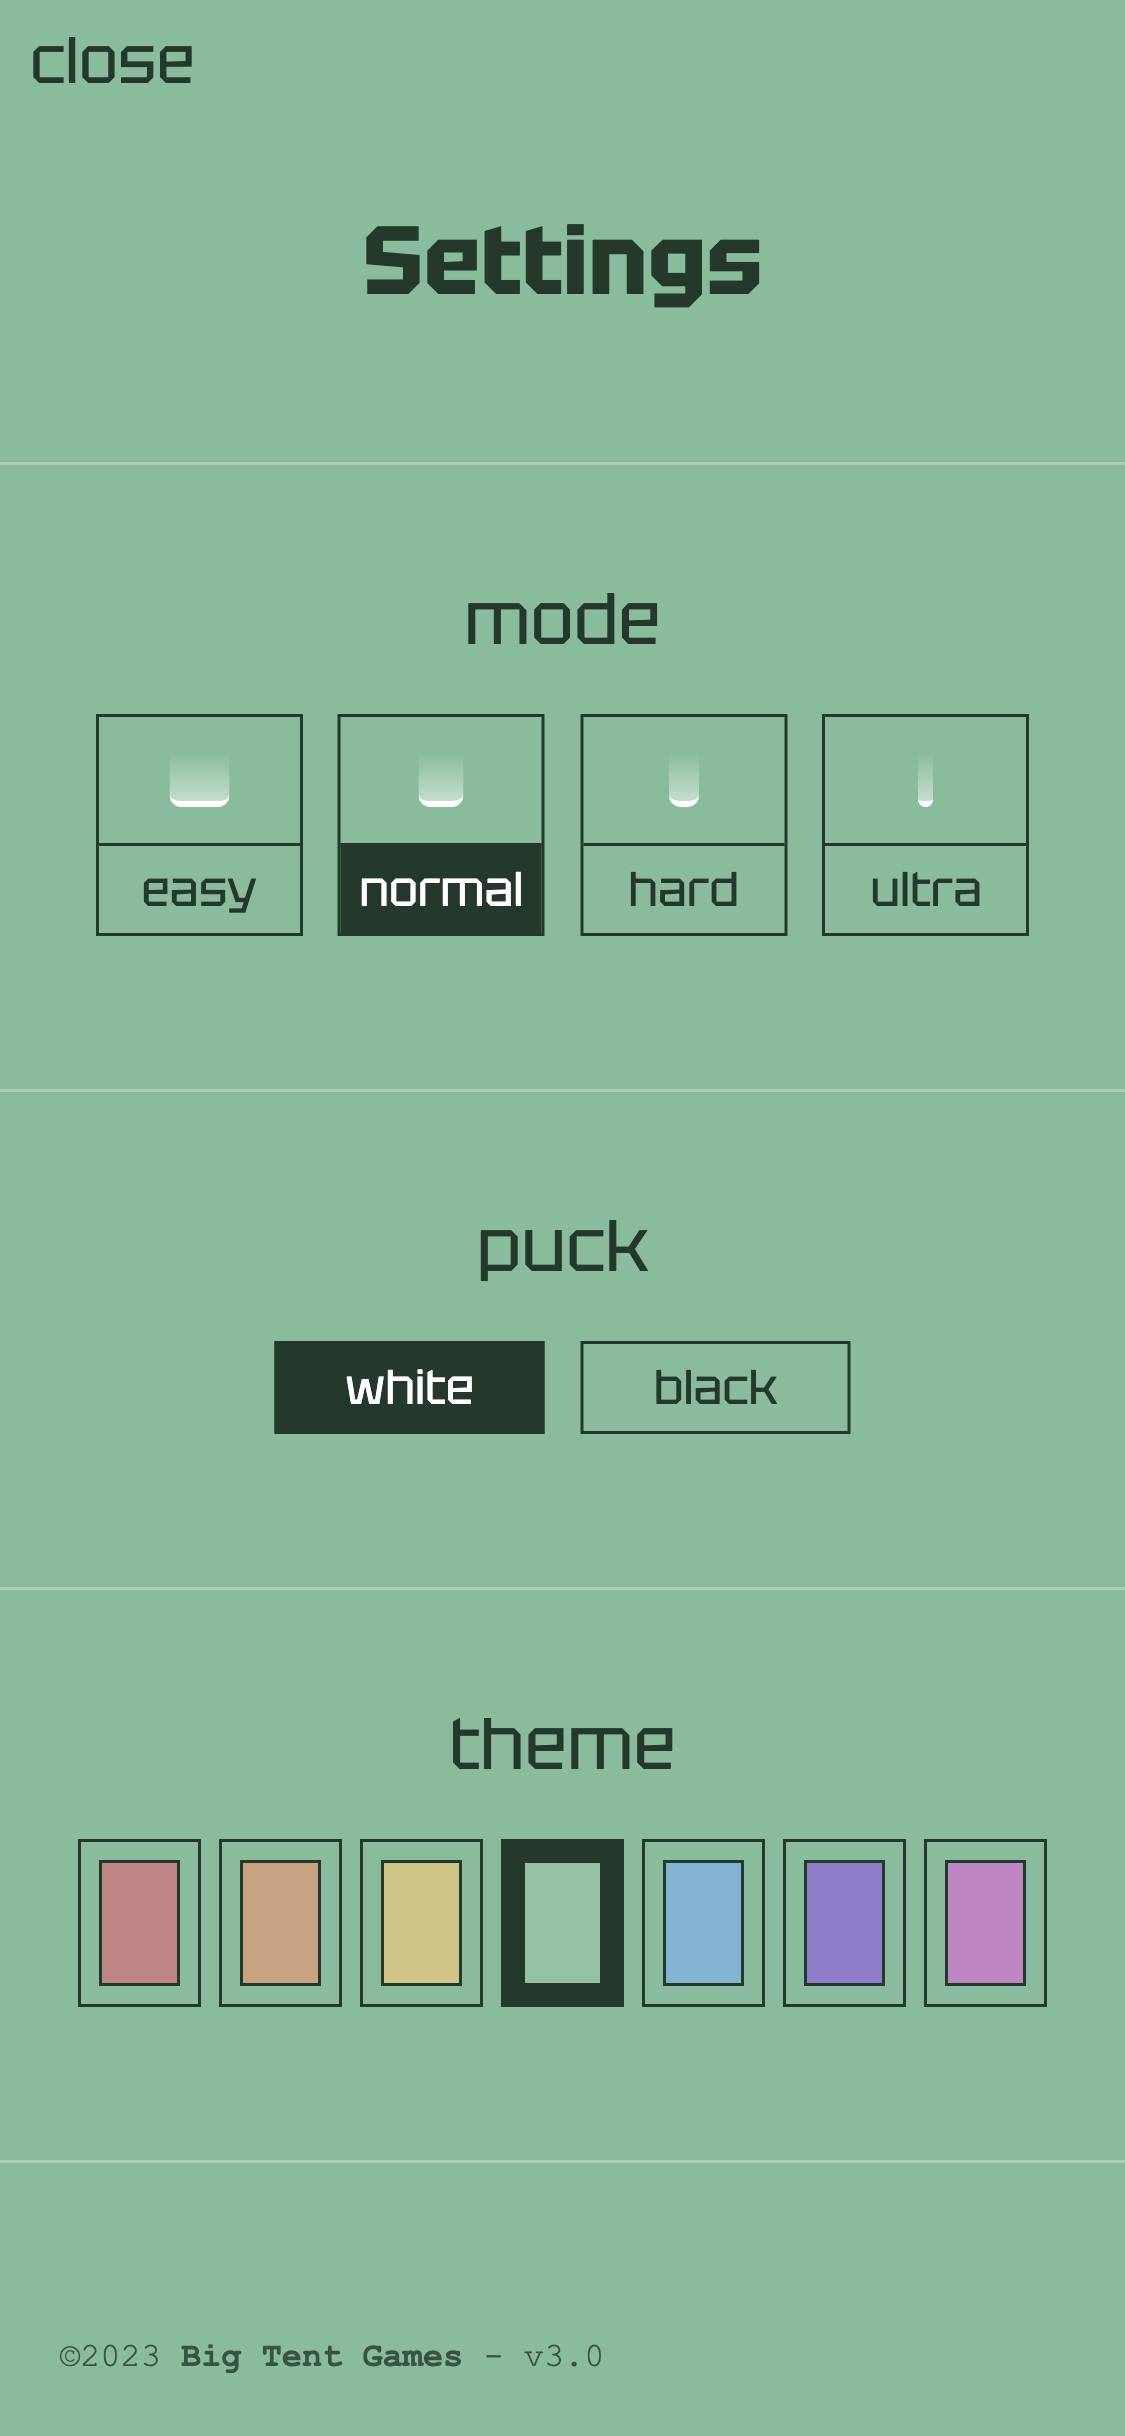 close
Settings
mode
easy normal hard ultra
puck
white black
theme
©2023 Big Tent Games - v3.0